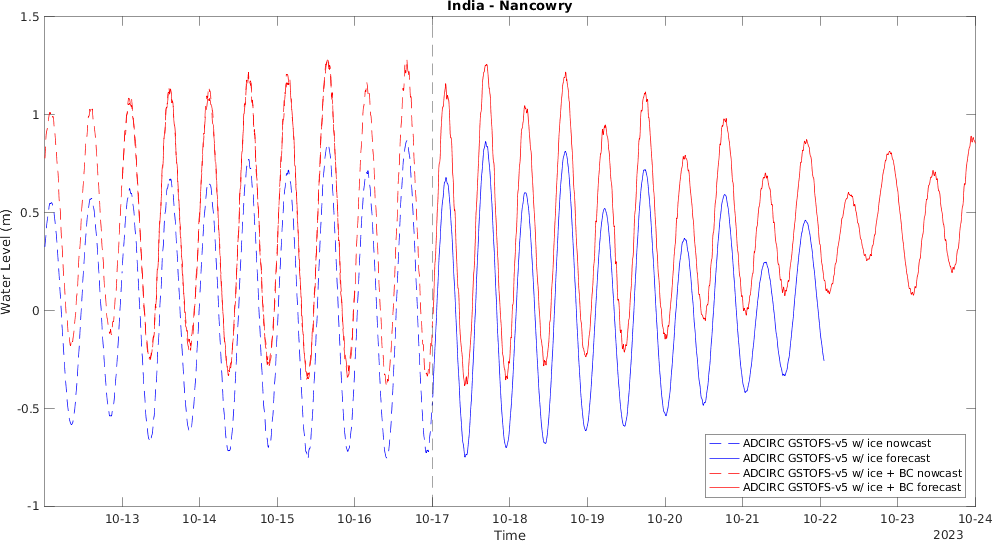 India - Nancowry
Water Level (m)
1.5
1
0.5
0
-0.5
-1
10-13
10-14
10-15
10-16
10-17
10-18
10-19
10-20
10-21
10-22
10-23
10-24
Time
2023
ADCIRC GSTOFS-v5 w/ ice nowcast
ADCIRC GSTOFS-v5 w/ ice forecast
ADCIRC GSTOFS-v5 w/ ice + BC nowcast
ADCIRC GSTOFS-v5 w/ ice + BC forecast